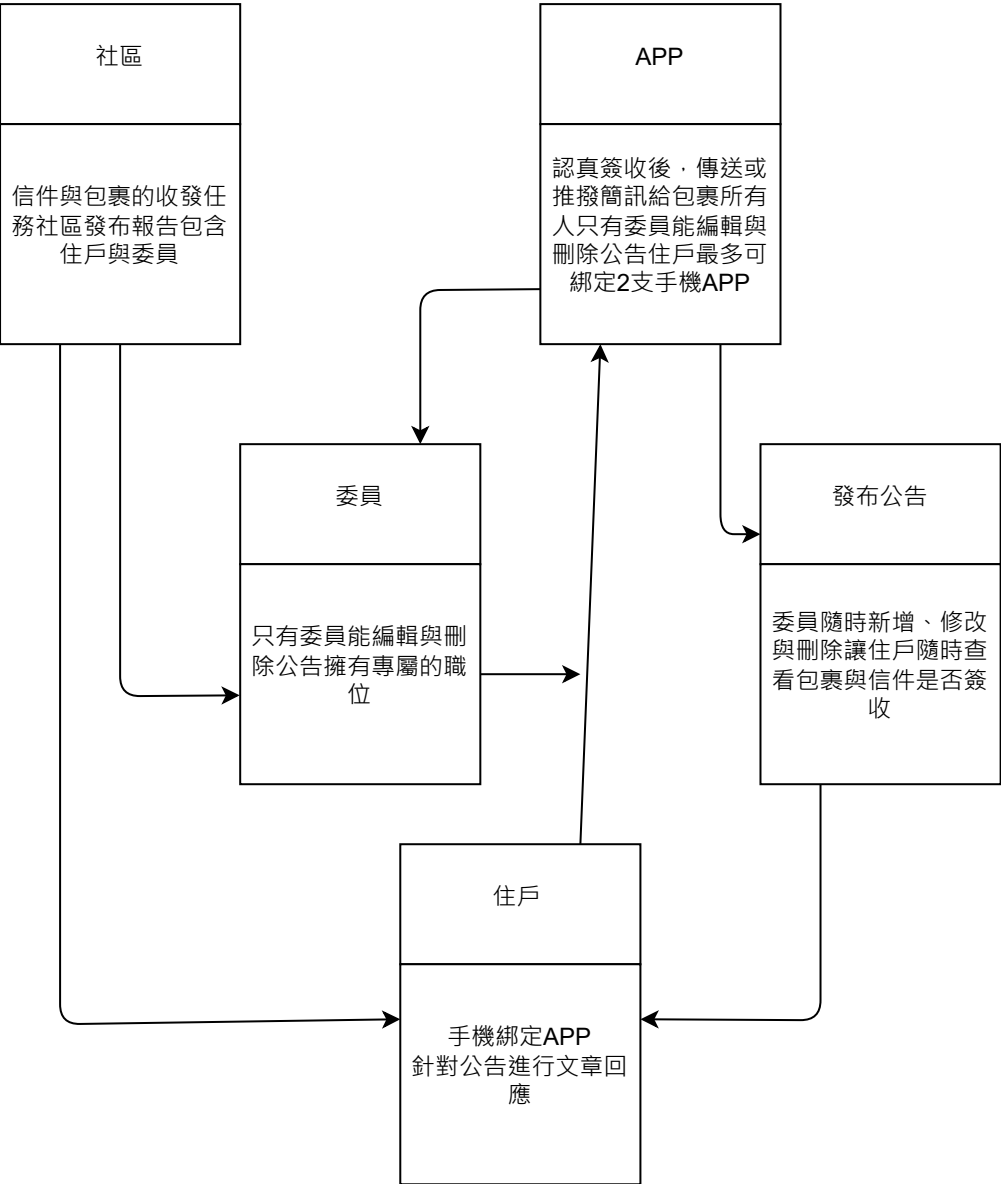 社區
信件與包裹的收發任
務社區發布報告包含
住戶與委員
APP
認真簽收後，傳送或
推撥簡訊給包裹所有
人只有委員能編輯與
刪除公告住戶最多可
綁定2支手機APP
委員
只有委員能編輯與刪
除公告擁有專屬的職
位
發布公告
委員隨時新增、修改
與刪除讓住戶隨時查
看包裹與信件是否簽
收
住戶
手機綁定APP
針對公告進行文章回
應